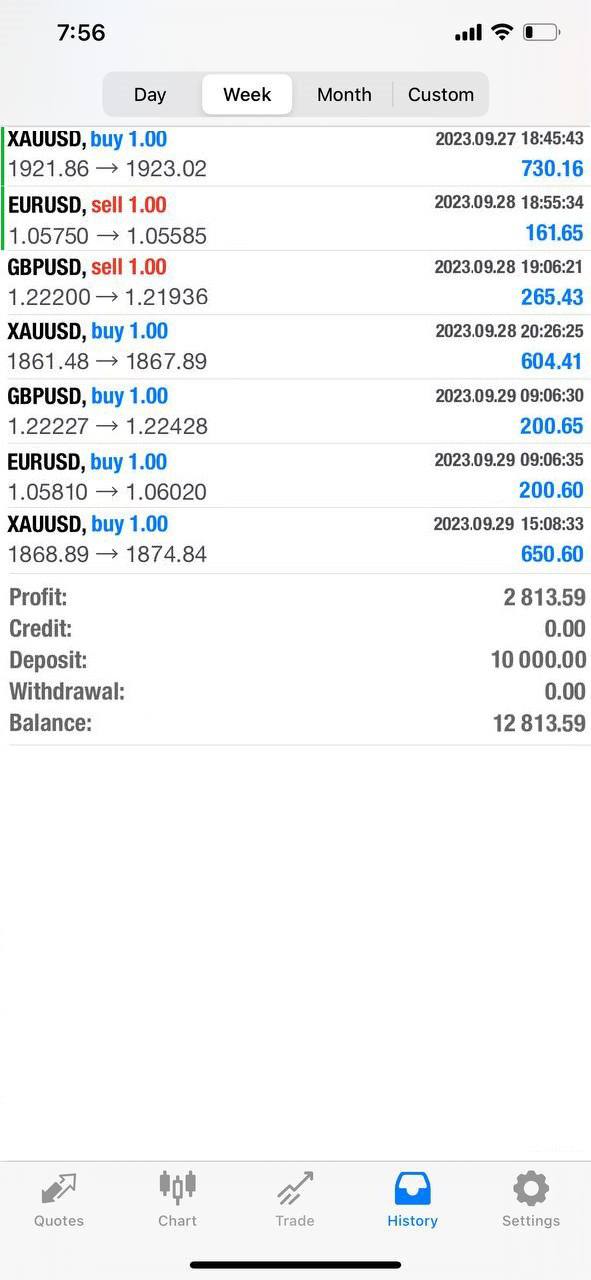 7:56
Day Week Month Custom
XAUUSD, buy 1.00 2023.09.27 18:45:43
1921.86 → 1923.02 730.16
EURUSD, sell 1.00 2023.09.28 18:55:34
1.05750 → 1.05585 161.65
GBPUSD, sell 1.00 2023.09.28 19:06:21
1.22200 → 1.21936 265.43
XAUUSD, buy 1.00 2023.09.28 20:26:25
1861.48 → 1867.89 604.41
GBPUSD, buy 1.00 2023.09.29 09:06:30
1.22227 → 1.22428 200.65
EURUSD, buy 1.00 2023.09.29 09:06:35
1.05810 → 1.06020 200.60
XAUUSD, buy 1.00 2023.09.29 15:08:33
1868.89 → 1874.84 650.60
Profit: 2 813.59
Credit: 0.00
Deposit: 10 000.00
Withdrawal: 0.00
Balance: 12 813.59
Quotes Chart Trade History Settings